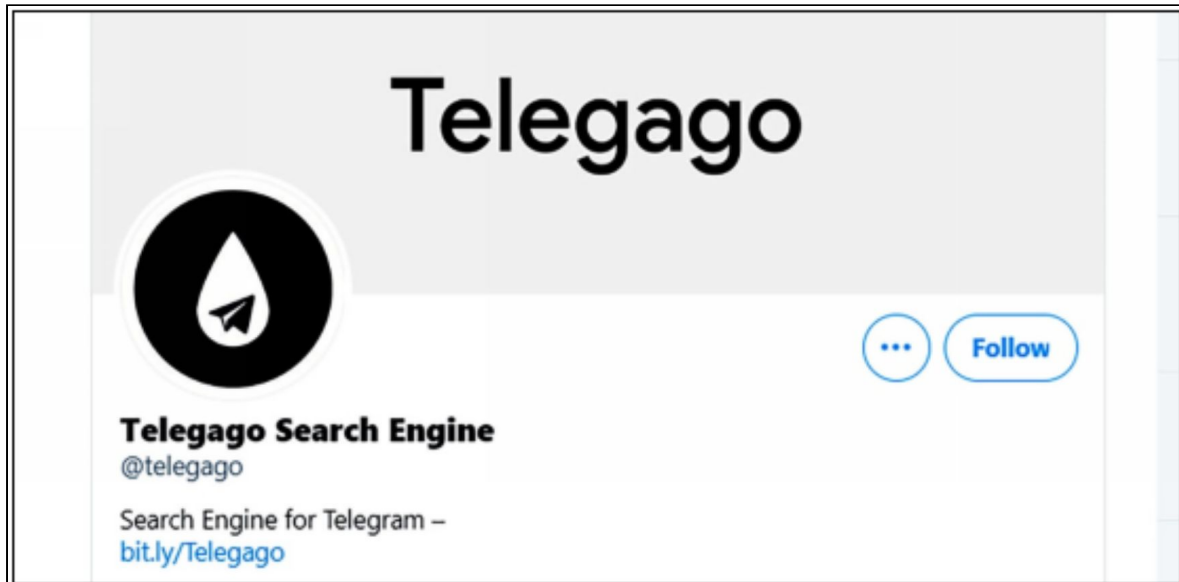 Telegago
Follow
Telegago Search Engine
@telegago
Search Engine for Telegram –
bit.ly/Telegago